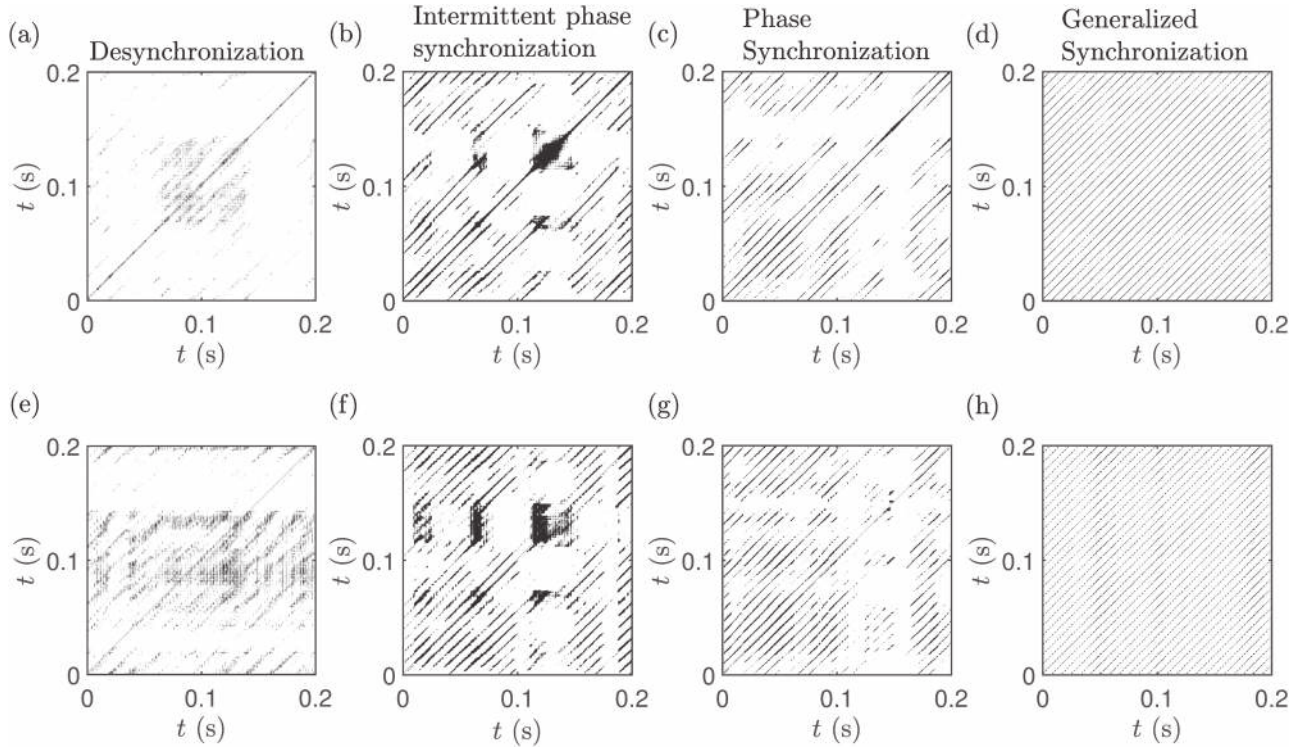 (a)
Desynchronization
(b)
Intermittent phase
synchronization
(c)
Phase
Synchronization
(d)
Generalized
Synchronization
0.2
0.1
0
t (s)
0
0.1
0.2
t (s)
0.2
0.1
0
t (s)
0
0.1
0.2
t (s)
0.2
0.1
0
t (s)
0
0.1
0.2
t (s)
0.2
0.1
0
t (s)
0
0.1
0.2
t (s)
(e)
(f)
(g)
(h)
0.2
0.1
0
t (s)
0
0.1
0.2
t (s)
0.2
0.1
0
t (s)
0
0.1
0.2
t (s)
0.2
0.1
0
t (s)
0
0.1
0.2
t (s)
0.2
0.1
0
t (s)
0
0.1
0.2
t (s)